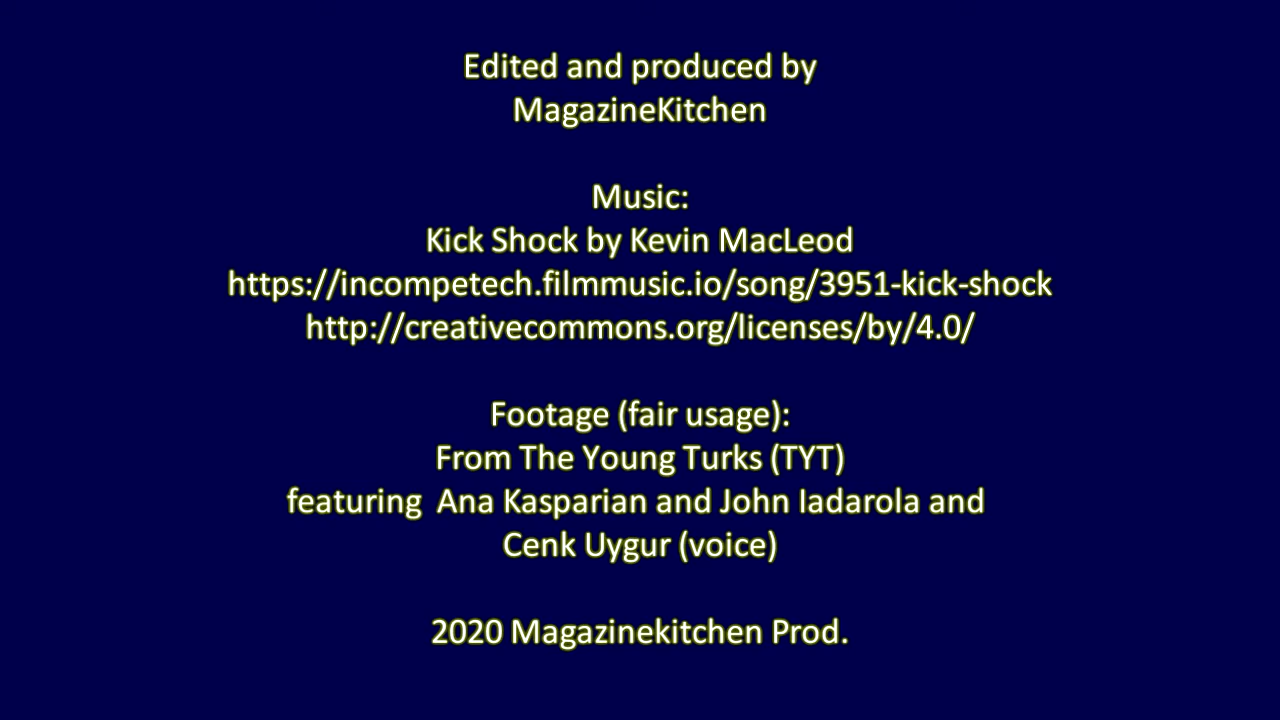 Edited and produced by
MagazineKitchen
Music:
Kick Shock by Kevin MacLeod
https://incompetech.filmmusic.io/song/3951-kick-shock
http://creativecommons.org/licenses/by/4.0/
Footage (fair usage):
From The Young Turks (TYT)
featuring  Ana Kasparian and John Iadarola and
Cenk Uygur (voice)
2020 Magazinekitchen Prod.